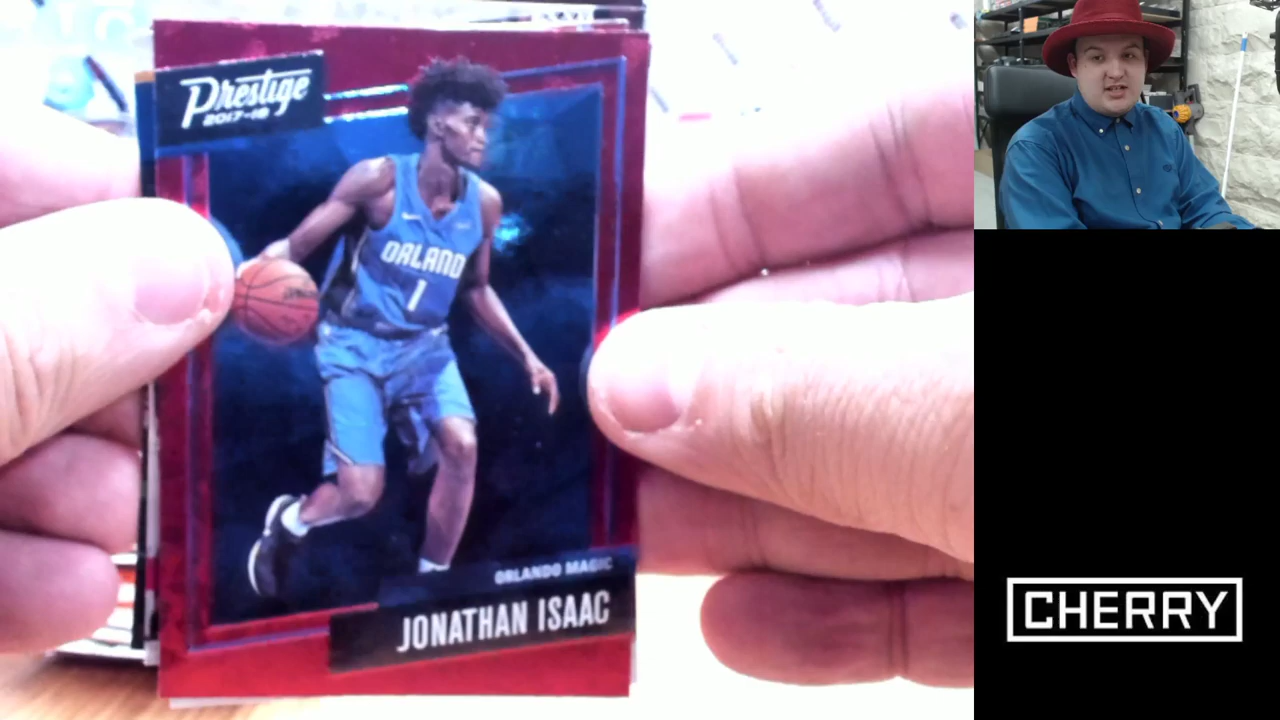 Prestige
2017-18
ORLANDO
1
ORLANDO MAGIC
JONATHAN ISAAC
CHERRY